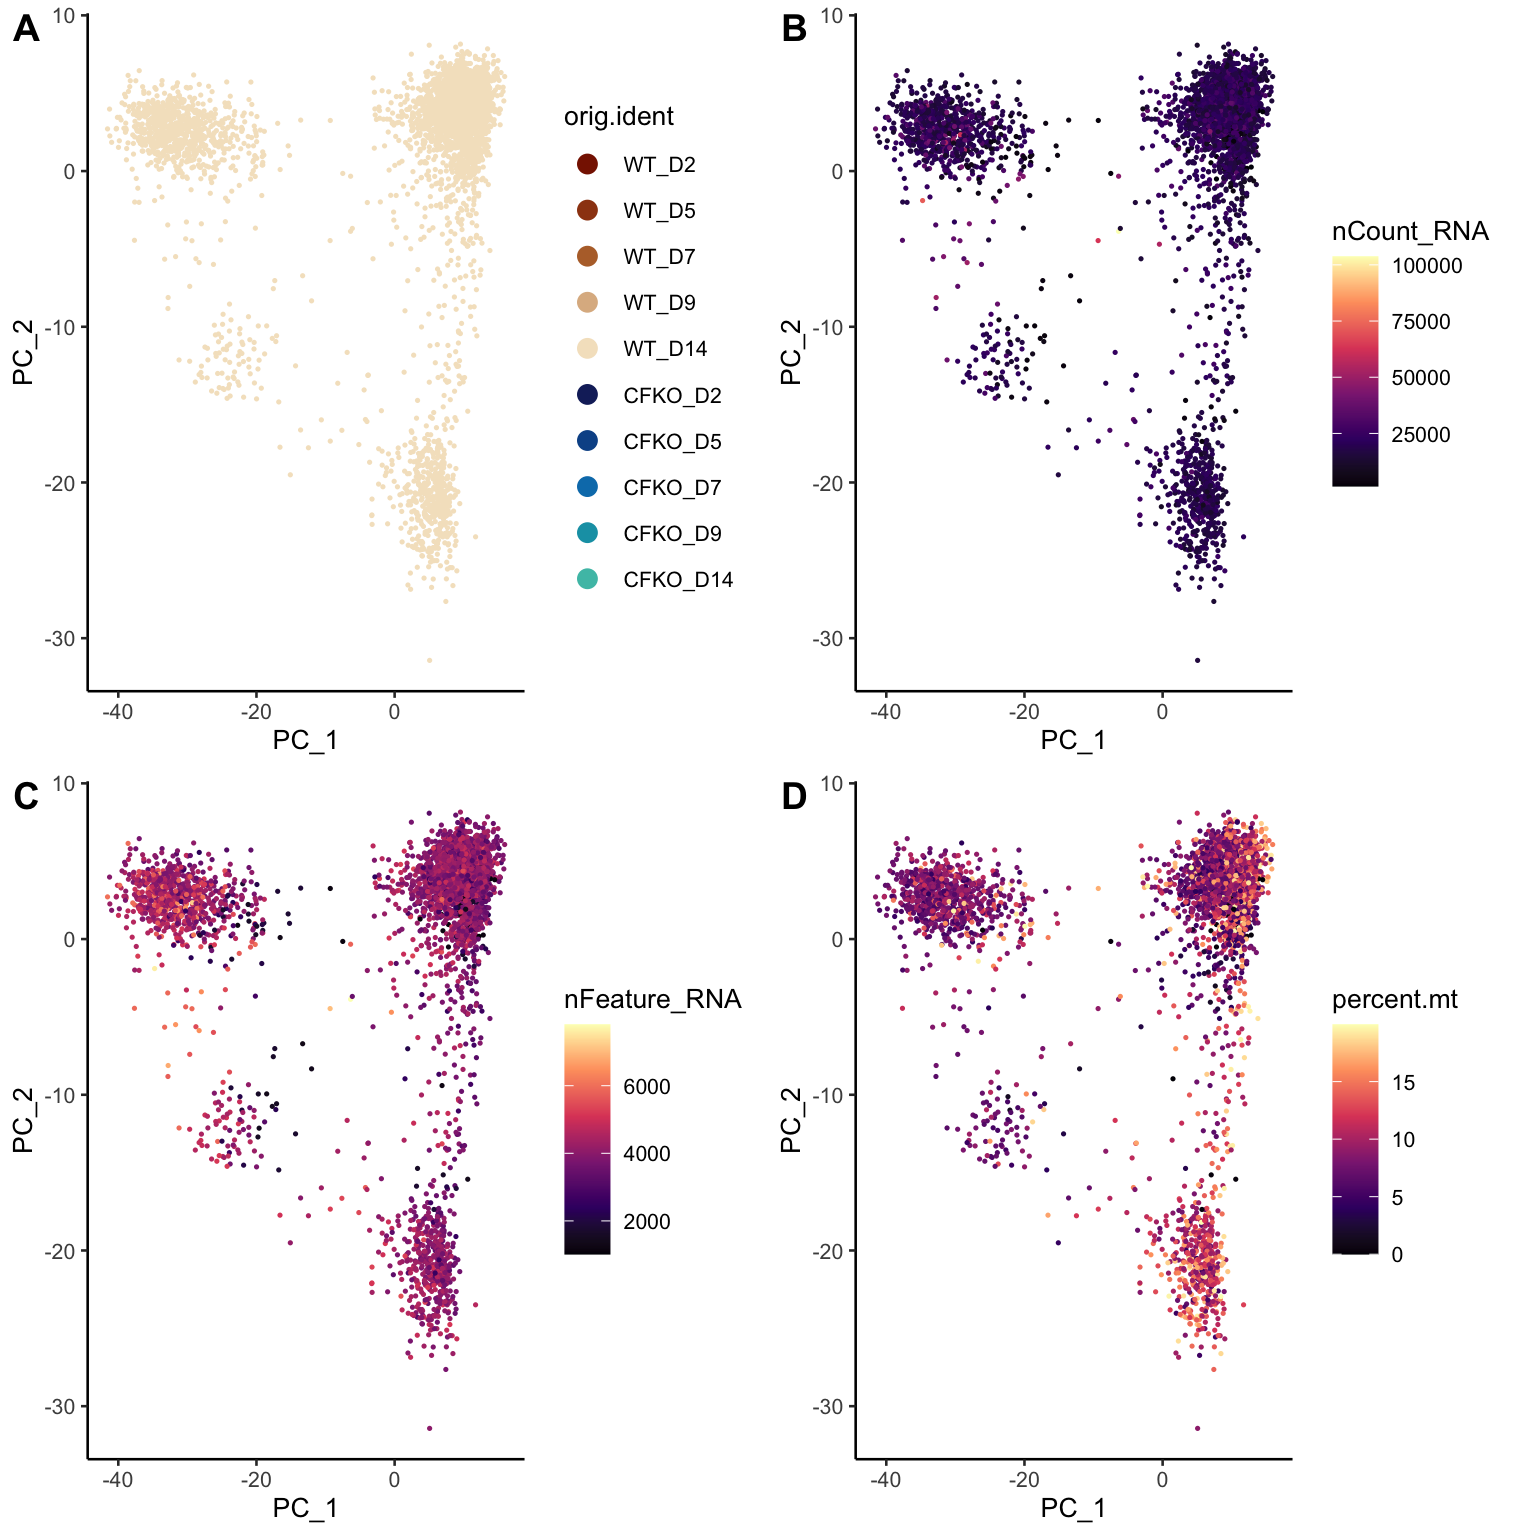 A
10
0
-10
-20
-30
PC_2
-40
-20
0
PC_1
orig.ident
WT_D2
WT_D5
WT_D7
WT_D9
WT_D14
CFKO_D2
CFKO_D5
CFKO_D7
CFKO_D9
CFKO_D14
B
10
0
-10
-20
-30
PC_2
-40
-20
0
PC_1
nCount_RNA
100000
75000
50000
25000
C
10
0
-10
-20
-30
PC_2
-40
-20
0
PC_1
nFeature_RNA
6000
4000
2000
D
10
0
-10
-20
-30
PC_2
-40
-20
0
PC_1
percent.mt
15
10
5
0